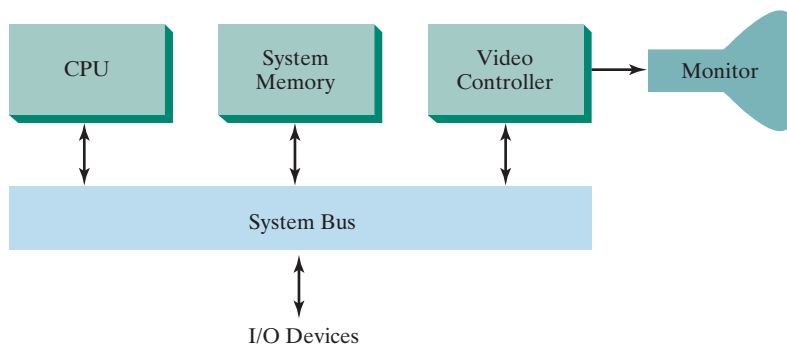 CPU
System
Memory
Video
Controller
Monitor
System Bus
I/O Devices